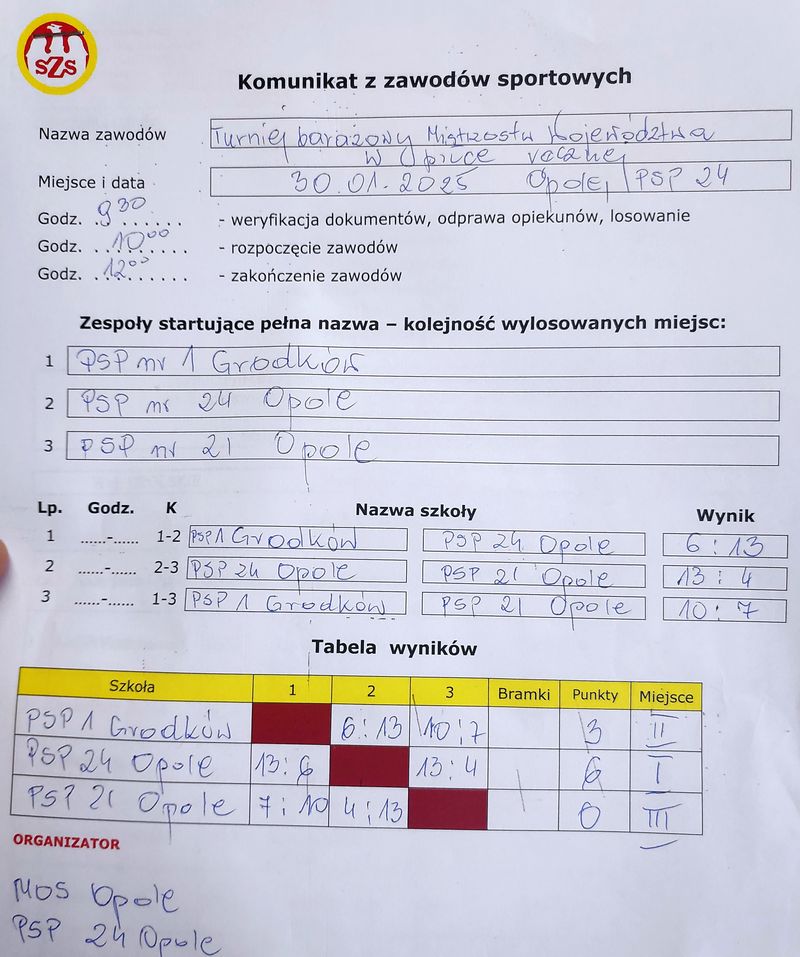 SZS
Komunikat z zawodów sportowych
Nazwa zawodów Turniej barażowy Mistrzostw Województwa
w Piłce ręcznej
Miejsce i data 30.01.2025 Opole, PSP 24
Godz. 9³⁰ - weryfikacja dokumentów, odprawa opiekunów, losowanie
Godz. 10⁰⁰ - rozpoczęcie zawodów
Godz. 12⁰⁰ - zakończenie zawodów
Zespoły startujące pełna nazwa – kolejność wylosowanych miejsc:
1 PSP nr 1 Grodków
2 PSP nr 24 Opole
3 PSP nr 21 Opole
Lp. Godz. K Nazwa szkoły Wynik
1 ......-...... 1-2 PSP 1 Grodków PSP 24 Opole 6 : 13
2 ......-...... 2-3 PSP 24 Opole PSP 21 Opole 13 : 4
3 ......-...... 1-3 PSP 1 Grodków PSP 21 Opole 10 : 7
Tabela wyników
Szkoła 1 2 3 Bramki Punkty Miejsce
PSP 1 Grodków 6 : 13 10 : 7 3 II
PSP 24 Opole 13 : 6 13 : 4 6 I
PSP 21 Opole 7 : 10 4 : 13 0 III
ORGANIZATOR
MOS Opole
PSP 24 Opole